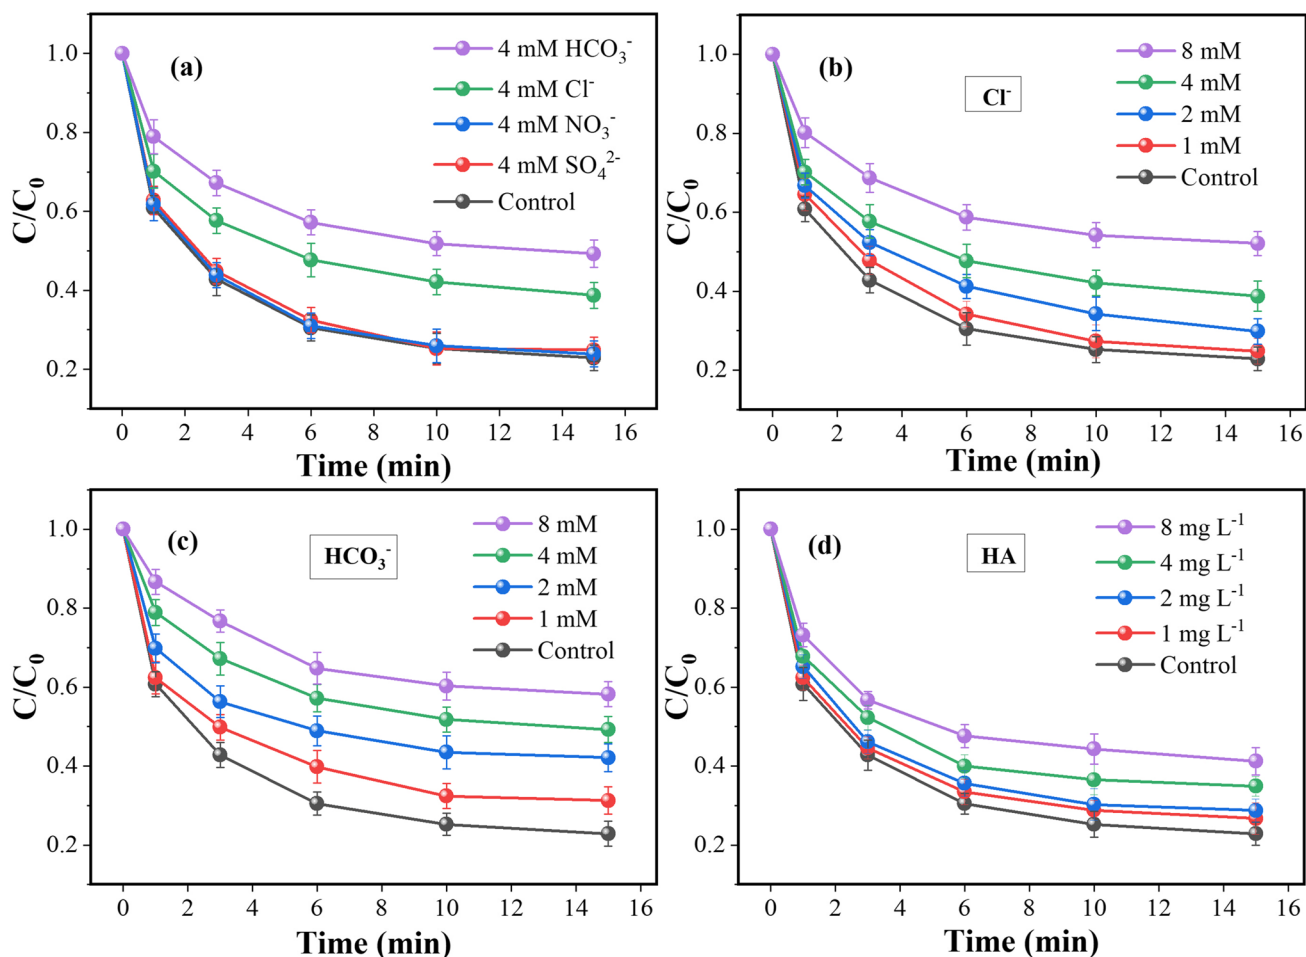 (a)
4 mM HCO₃⁻
4 mM Cl⁻
4 mM NO₃⁻
4 mM SO₄²⁻
Control
C/C₀
1.0
0.8
0.6
0.4
0.2
0 2 4 6 8 10 12 14 16
Time (min)
(b)
Cl⁻
8 mM
4 mM
2 mM
1 mM
Control
C/C₀
1.0
0.8
0.6
0.4
0.2
0 2 4 6 8 10 12 14 16
Time (min)
(c)
HCO₃⁻
8 mM
4 mM
2 mM
1 mM
Control
C/C₀
1.0
0.8
0.6
0.4
0.2
0 2 4 6 8 10 12 14 16
Time (min)
(d)
HA
8 mg L⁻¹
4 mg L⁻¹
2 mg L⁻¹
1 mg L⁻¹
Control
C/C₀
1.0
0.8
0.6
0.4
0.2
0 2 4 6 8 10 12 14 16
Time (min)